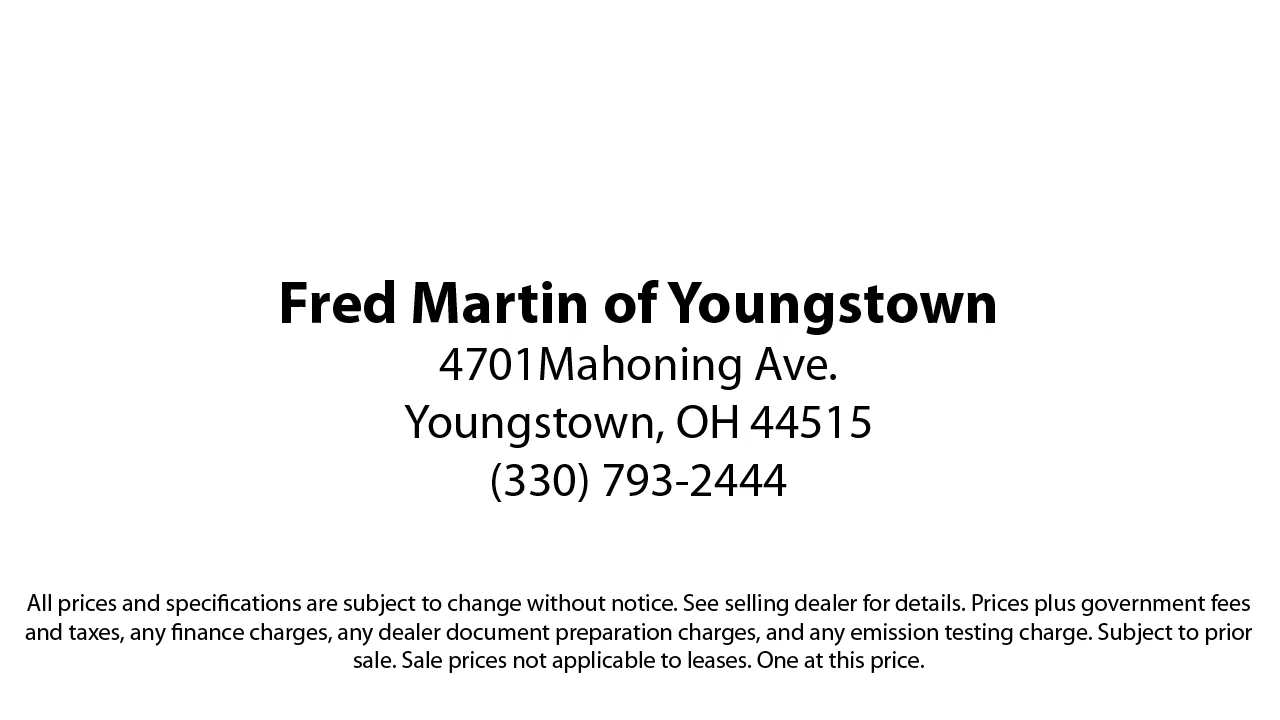 Fred Martin of Youngstown
4701Mahoning Ave.
Youngstown, OH 44515
(330) 793-2444
All prices and specifications are subject to change without notice. See selling dealer for details. Prices plus government fees
and taxes, any finance charges, any dealer document preparation charges, and any emission testing charge. Subject to prior
sale. Sale prices not applicable to leases. One at this price.